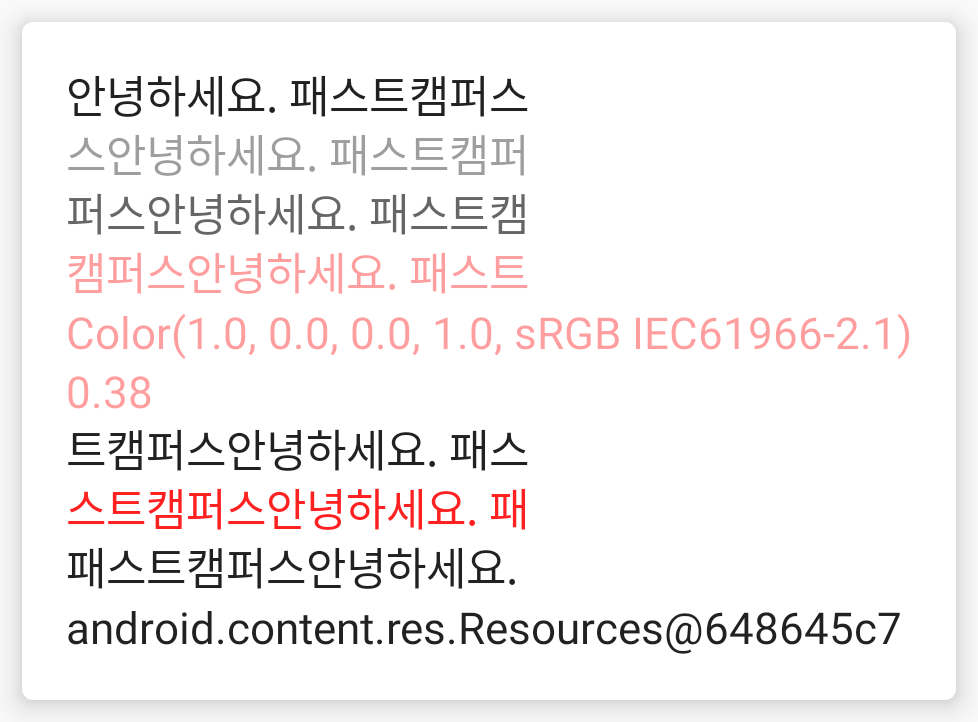 안녕하세요. 패스트캠퍼스
스안녕하세요. 패스트캠퍼
퍼스안녕하세요. 패스트캠
캠퍼스안녕하세요. 패스트
Color(1.0, 0.0, 0.0, 1.0, sRGB IEC61966-2.1)
0.38
트캠퍼스안녕하세요. 패스
스트캠퍼스안녕하세요. 패
패스트캠퍼스안녕하세요.
android.content.res.Resources@648645c7